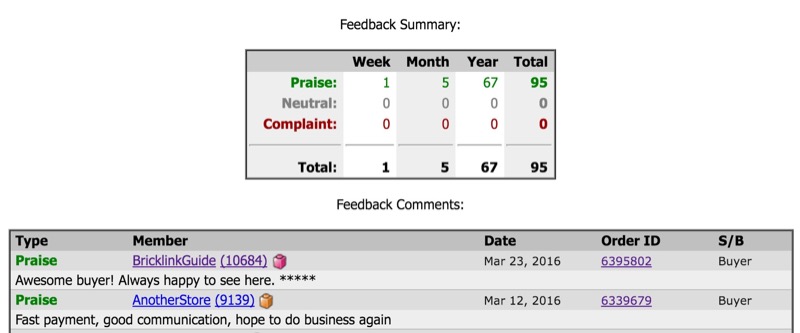 Feedback Summary:
Week Month Year Total
Praise: 1 5 67 95
Neutral: 0 0 0 0
Complaint: 0 0 0 0
Total: 1 5 67 95
Feedback Comments:
Type Member Date Order ID S/B
Praise BricklinkGuide (10684) Mar 23, 2016 6395802 Buyer
Awesome buyer! Always happy to see here. *****
Praise AnotherStore (9139) Mar 12, 2016 6339679 Buyer
Fast payment, good communication, hope to do business again